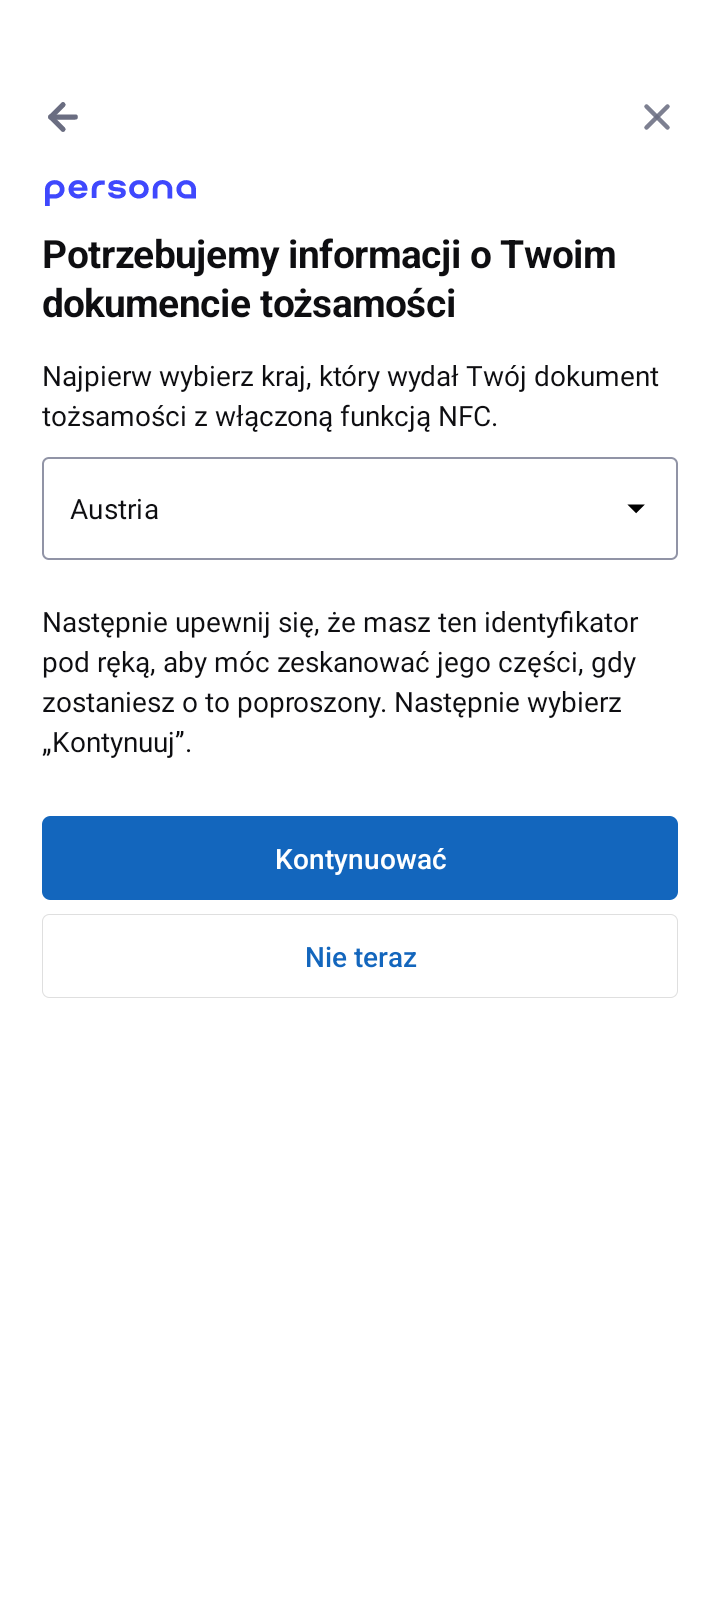 persona
Potrzebujemy informacji o Twoim
dokumencie tożsamości
Najpierw wybierz kraj, który wydał Twój dokument
tożsamości z włączoną funkcją NFC.
Austria
Następnie upewnij się, że masz ten identyfikator
pod ręką, aby móc zeskanować jego części, gdy
zostaniesz o to poproszony. Następnie wybierz
„Kontynuuj”.
Kontynuować
Nie teraz